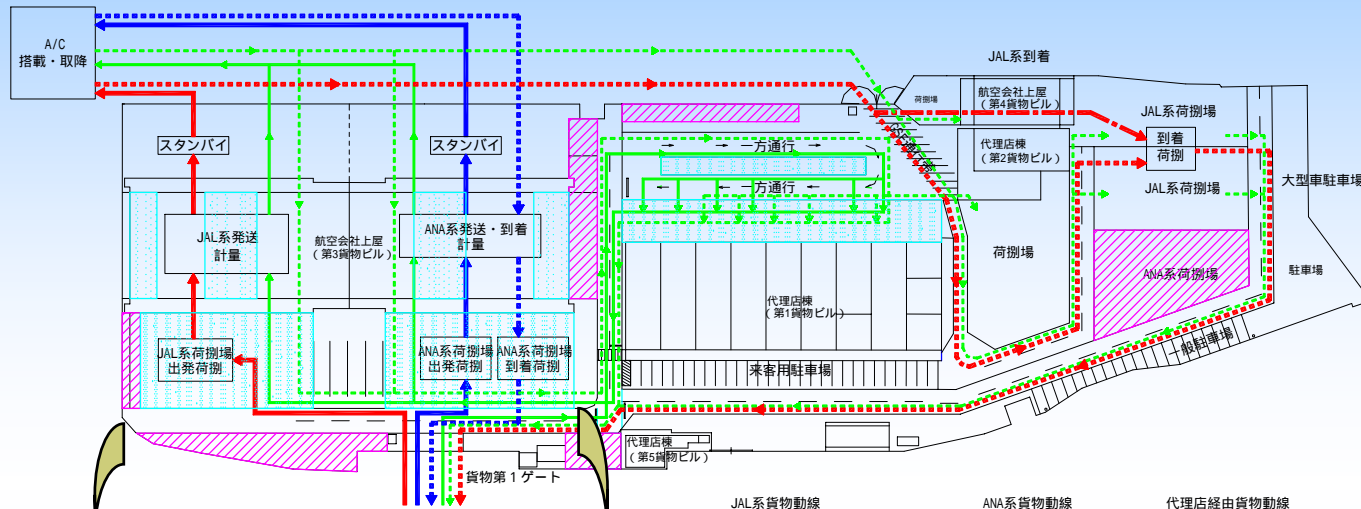 A/C
搭載・取降
JAL系到着
荷捌場
航空会社上屋
（第4貨物ビル）
JAL系荷捌場
スタンバイ
スタンバイ
一方通行
GSE通行帯
代理店棟
（第2貨物ビル）
到着
荷捌
一方通行
JAL系荷捌場
大型車駐車場
JAL系発送
計量
航空会社上屋
（第3貨物ビル）
ANA系発送・到着
計量
荷捌場
ANA系荷捌場
駐車場
代理店棟
（第1貨物ビル）
JAL系荷捌場
出発荷捌
ANA系荷捌場
出発荷捌
ANA系荷捌場
到着荷捌
来客用駐車場
一般駐車場
代理店棟
（第5貨物ビル）
貨物第１ゲート
JAL系貨物動線
ANA系貨物動線
代理店経由貨物動線